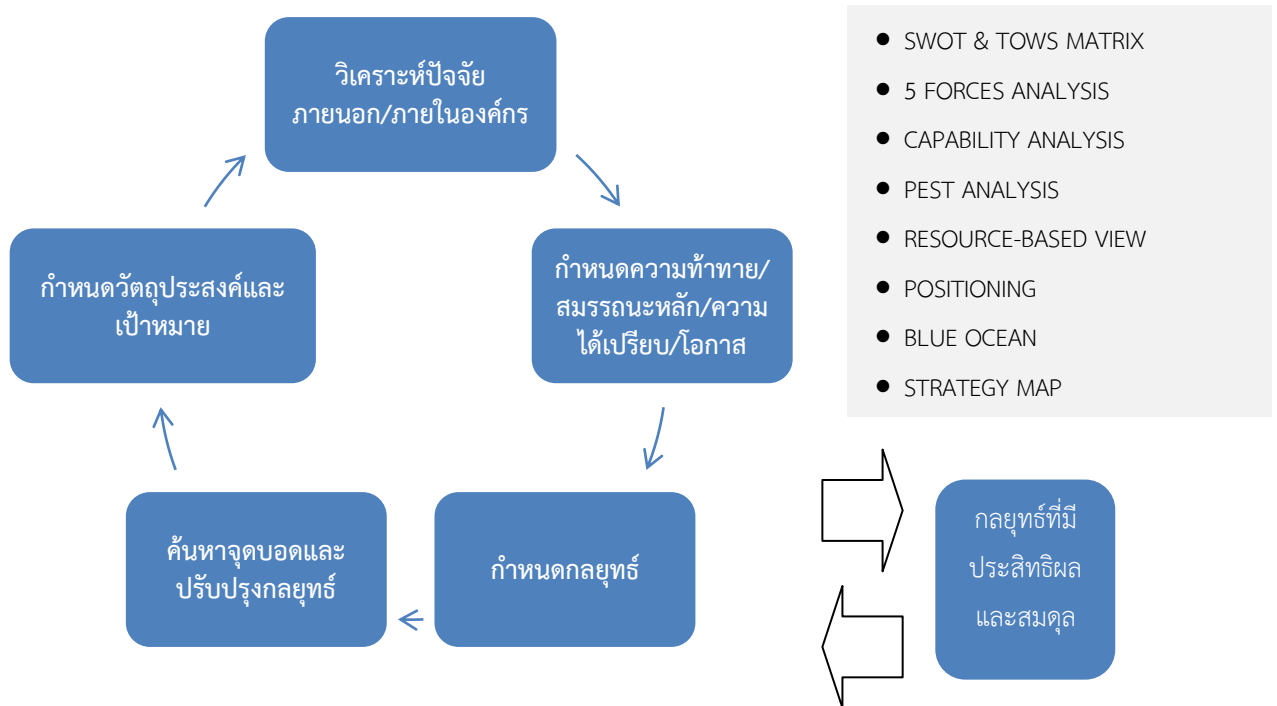 วิเคราะห์ปัจจัย
ภายนอก/ภายในองค์กร
กำหนดความท้าทาย/
สมรรถนะหลัก/ความ
ได้เปรียบ/โอกาส
กำหนดกลยุทธ์
ค้นหาจุดบอดและ
ปรับปรุงกลยุทธ์
กำหนดวัตถุประสงค์และ
เป้าหมาย
● SWOT & TOWS MATRIX
● 5 FORCES ANALYSIS
● CAPABILITY ANALYSIS
● PEST ANALYSIS
● RESOURCE-BASED VIEW
● POSITIONING
● BLUE OCEAN
● STRATEGY MAP
กลยุทธ์ที่มี
ประสิทธิผล
และสมดุล